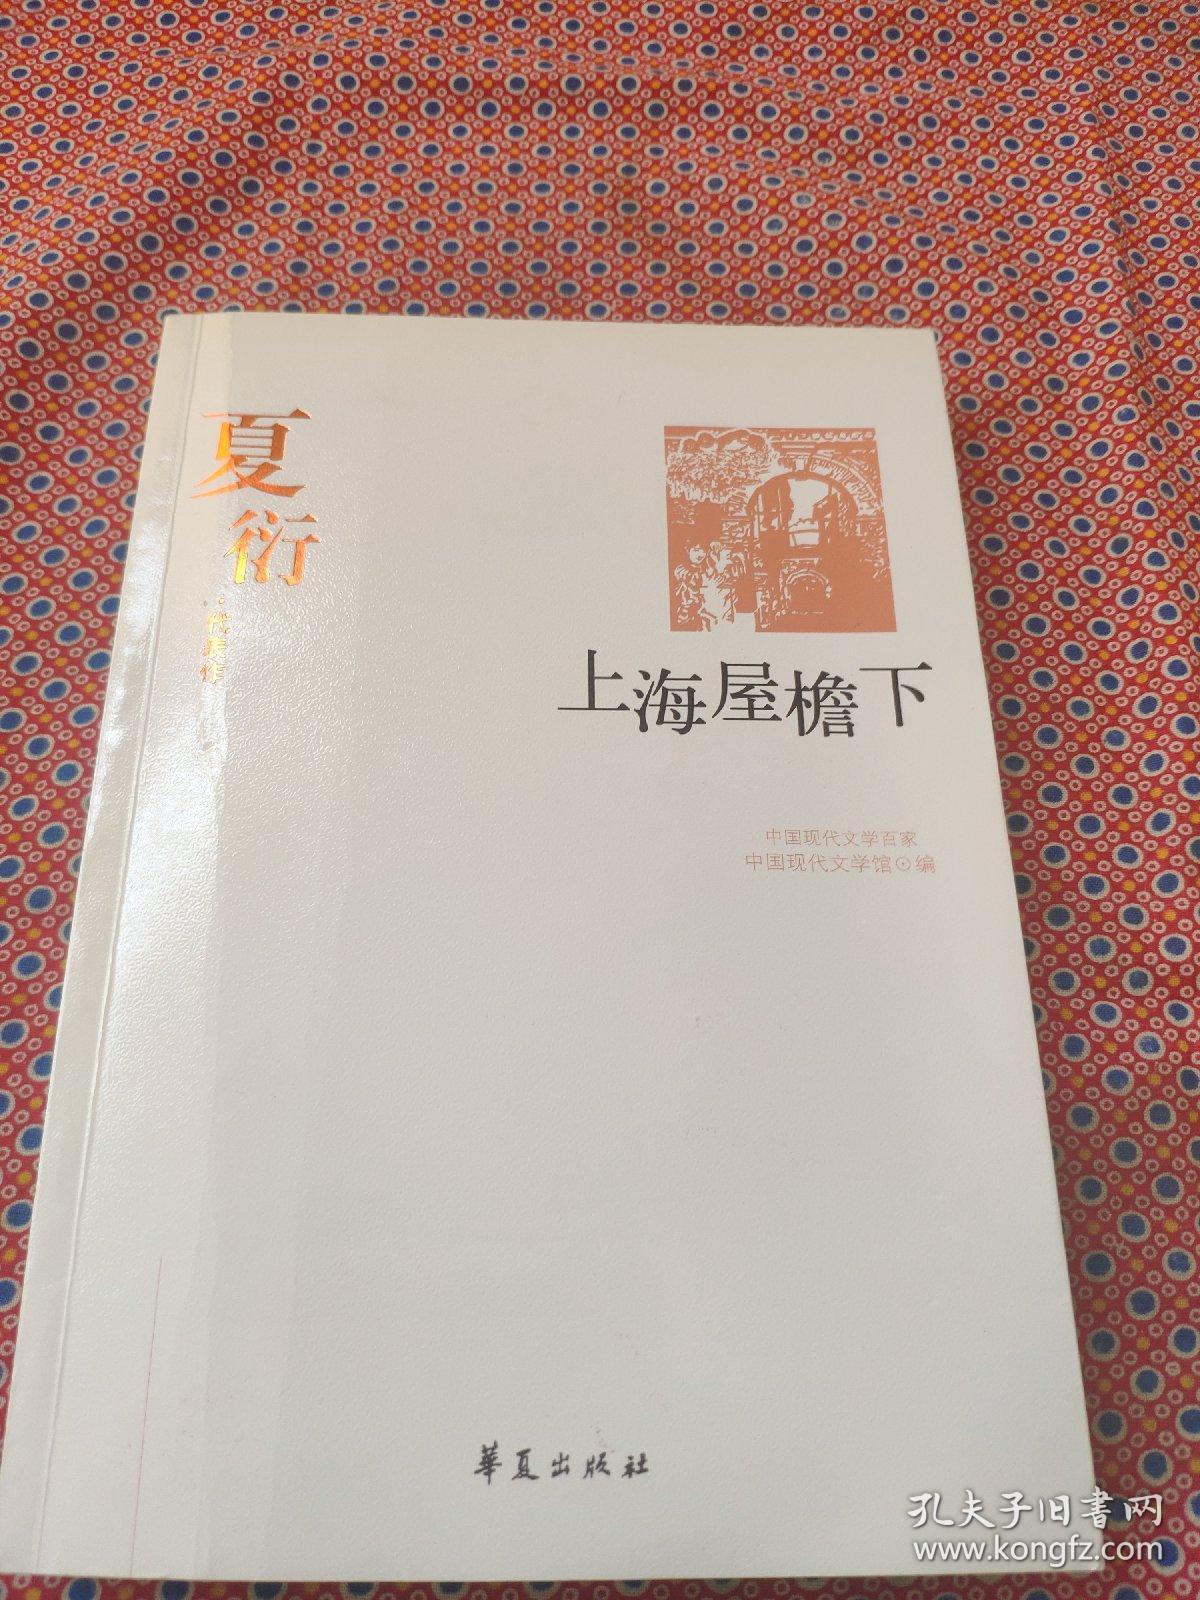 夏衍
代表作
上海屋檐下
中国现代文学百家
中国现代文学馆⊙编
華夏出版社
孔夫子旧書网
www.kongfz.com